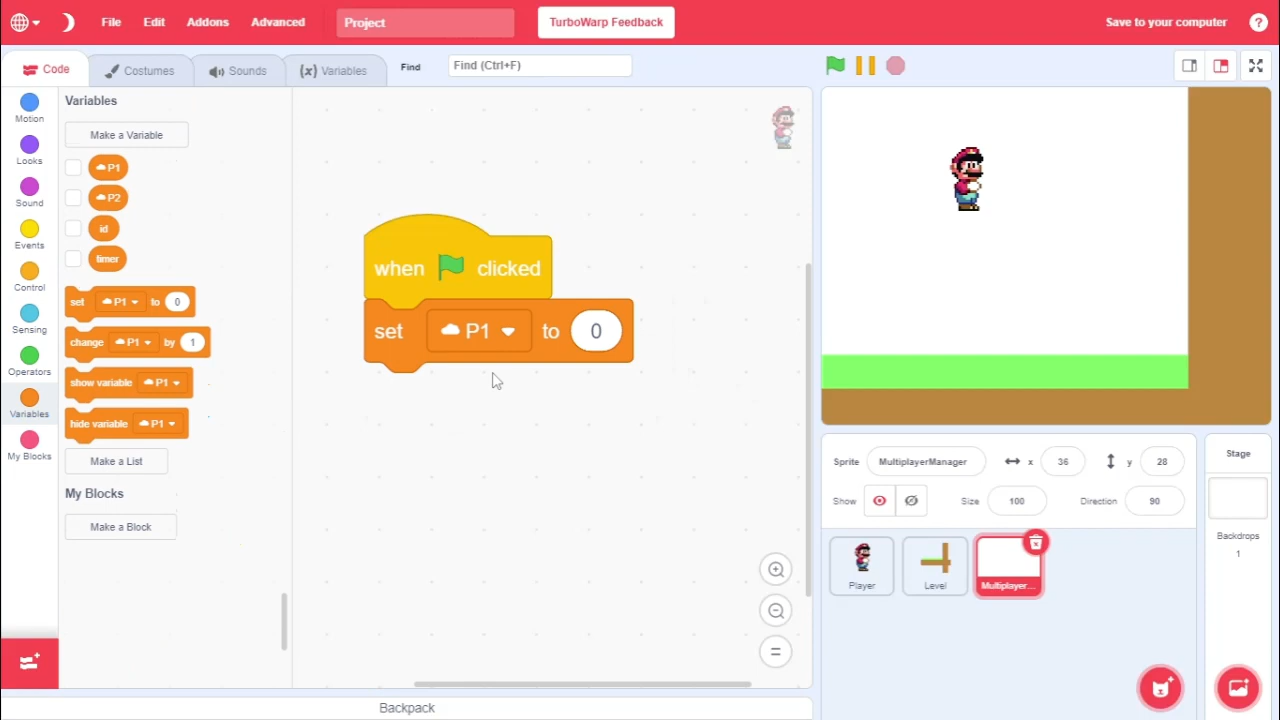 File Edit Addons Advanced Project TurboWarp Feedback Save to your computer ?
Code Costumes Sounds (x) Variables Find Find (Ctrl+F)
Motion
Looks
Sound
Events
Control
Sensing
Operators
Variables
My Blocks
Variables
Make a Variable
P1
P2
id
timer
set P1 to 0
change P1 by 1
show variable P1
hide variable P1
Make a List
My Blocks
Make a Block
when clicked
set P1 to 0
Backpack
Sprite MultiplayerManager x 36 y 28
Show Size 100 Direction 90
Player
Level
Multiplayer...
Stage
Backdrops
1